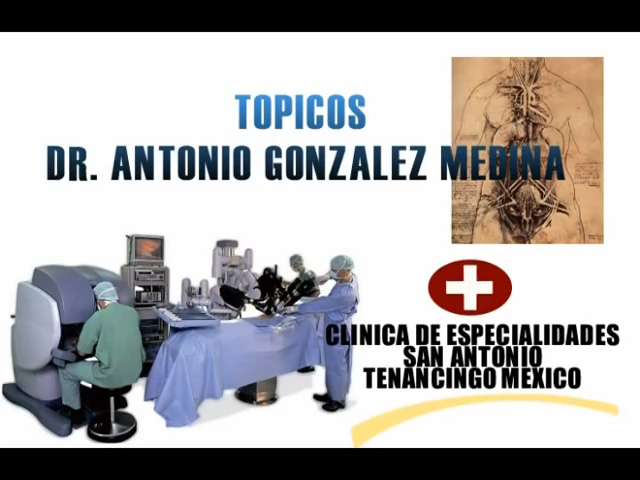 TOPICOS
DR. ANTONIO GONZALEZ MEDINA
CLINICA DE ESPECIALIDADES
SAN ANTONIO
TENANCINGO MEXICO